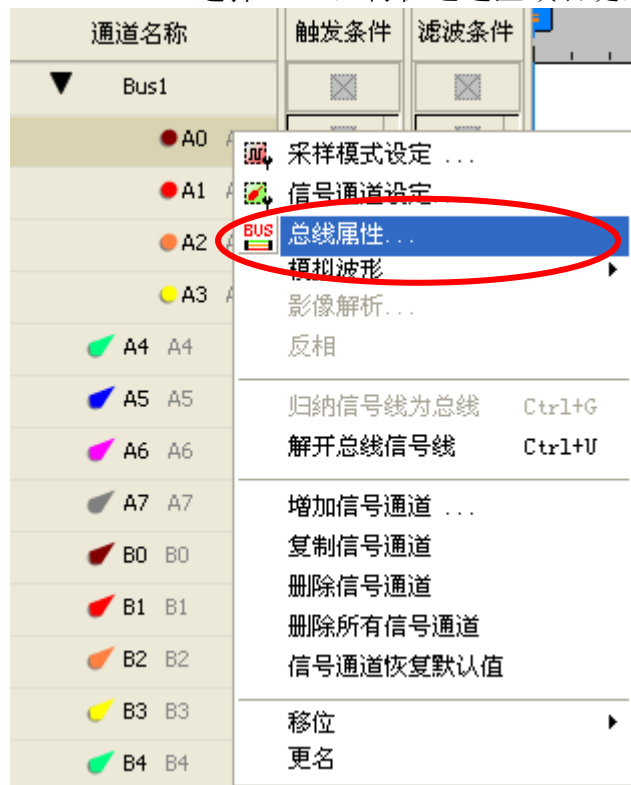 通道名称 触发条件 滤波条件
Bus1
A0
采样模式设定 ...
A1
信号通道设定...
A2
BUS 总线属性...
模拟波形
A3
影像解析...
A4 A4
反相
A5 A5
归纳信号线为总线 Ctrl+G
A6 A6
解开总线信号线 Ctrl+U
A7 A7
增加信号通道 ...
B0 B0
复制信号通道
删除信号通道
B1 B1
删除所有信号通道
B2 B2
信号通道恢复默认值
B3 B3
移位
B4 B4
更名